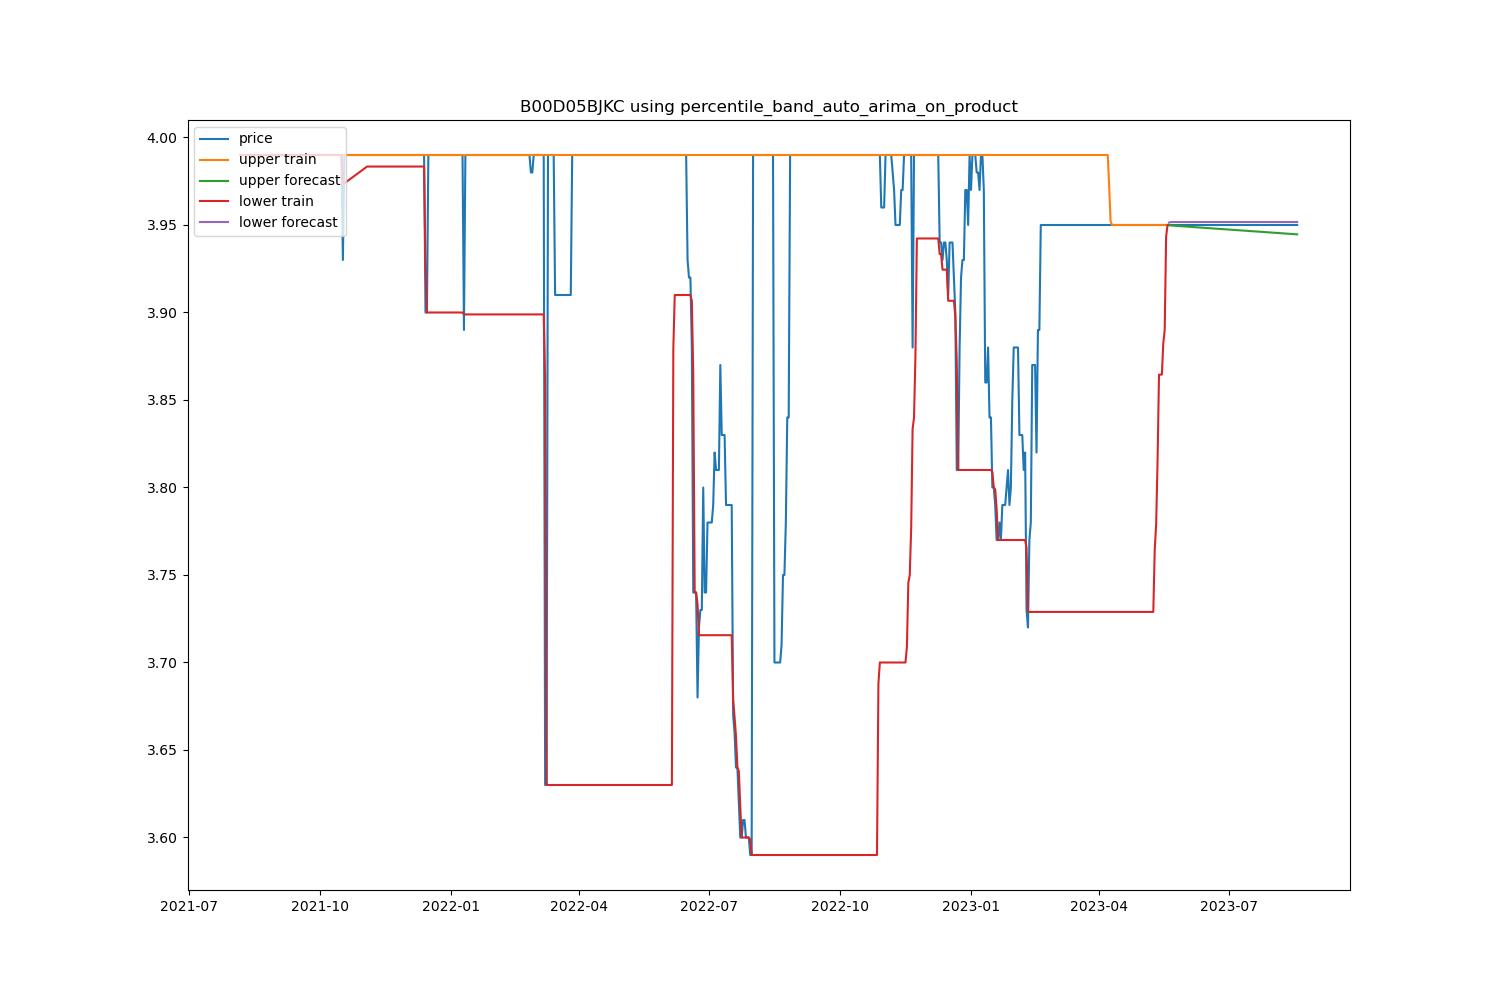 B00D05BJKC using percentile_band_auto_arima_on_product
4.00
3.95
3.90
3.85
3.80
3.75
3.70
3.65
3.60
price
upper train
upper forecast
lower train
lower forecast
2021-07 2021-10 2022-01 2022-04 2022-07 2022-10 2023-01 2023-04 2023-07